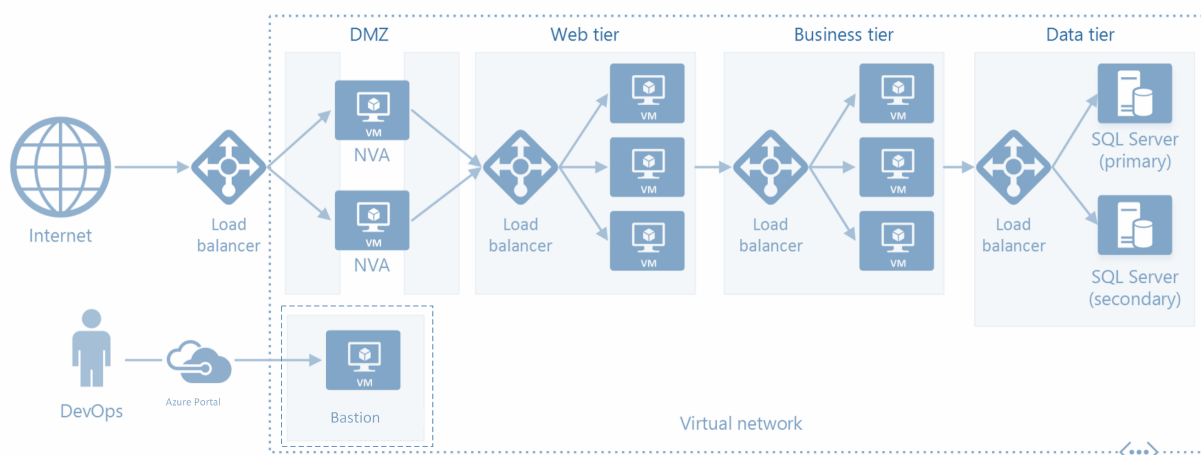 DMZ
Web tier
Business tier
Data tier
VM
NVA
VM
NVA
VM
VM
VM
VM
VM
VM
SQL Server
(primary)
SQL Server
(secondary)
Internet
Load
balancer
Load
balancer
Load
balancer
Load
balancer
DevOps
Azure Portal
VM
Bastion
Virtual network